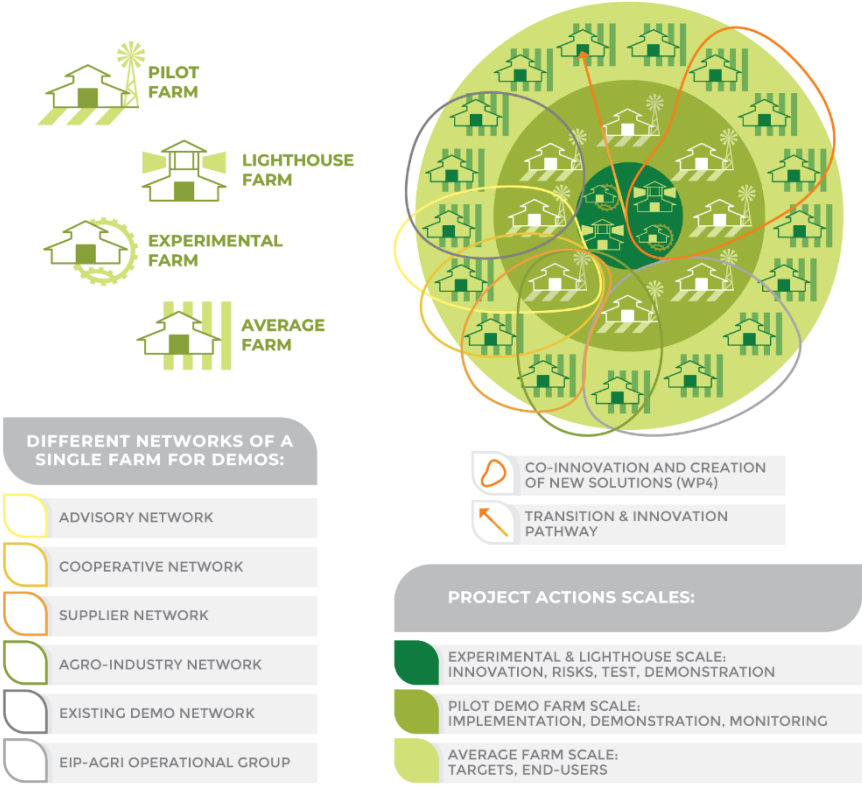 PILOT
FARM
LIGHTHOUSE
FARM
EXPERIMENTAL
FARM
AVERAGE
FARM
DIFFERENT NETWORKS OF A
SINGLE FARM FOR DEMOS:
ADVISORY NETWORK
COOPERATIVE NETWORK
SUPPLIER NETWORK
AGRO-INDUSTRY NETWORK
EXISTING DEMO NETWORK
EIP-AGRI OPERATIONAL GROUP
CO-INNOVATION AND CREATION
OF NEW SOLUTIONS (WP4)
TRANSITION & INNOVATION
PATHWAY
PROJECT ACTIONS SCALES:
EXPERIMENTAL & LIGHTHOUSE SCALE:
INNOVATION, RISKS, TEST, DEMONSTRATION
PILOT DEMO FARM SCALE:
IMPLEMENTATION, DEMONSTRATION, MONITORING
AVERAGE FARM SCALE:
TARGETS, END-USERS